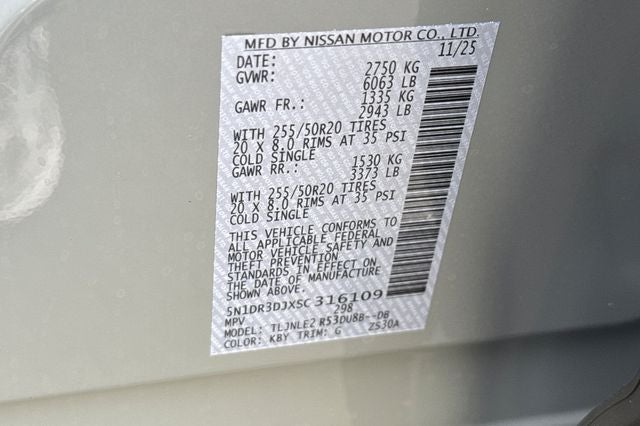 MFD BY NISSAN MOTOR CO., LTD.
DATE: 11/25
GVWR: 2750 KG
6063 LB
GAWR FR.: 1335 KG
2943 LB
WITH 255/50R20 TIRES
20 X 8.0 RIMS AT 35 PSI
COLD SINGLE
GAWR RR.: 1530 KG
3373 LB
WITH 255/50R20 TIRES
20 X 8.0 RIMS AT 35 PSI
COLD SINGLE
THIS VEHICLE CONFORMS TO
ALL APPLICABLE FEDERAL
MOTOR VEHICLE SAFETY AND
THEFT PREVENTION
STANDARDS IN EFFECT ON
THE DATE OF MANUFACTURE
SHOWN ABOVE.
5N1DR3DJXSC316109
MPV 298
TLJNLE2 R53DU8B--DB
COLOR: KBY TRIM: G ZS30A